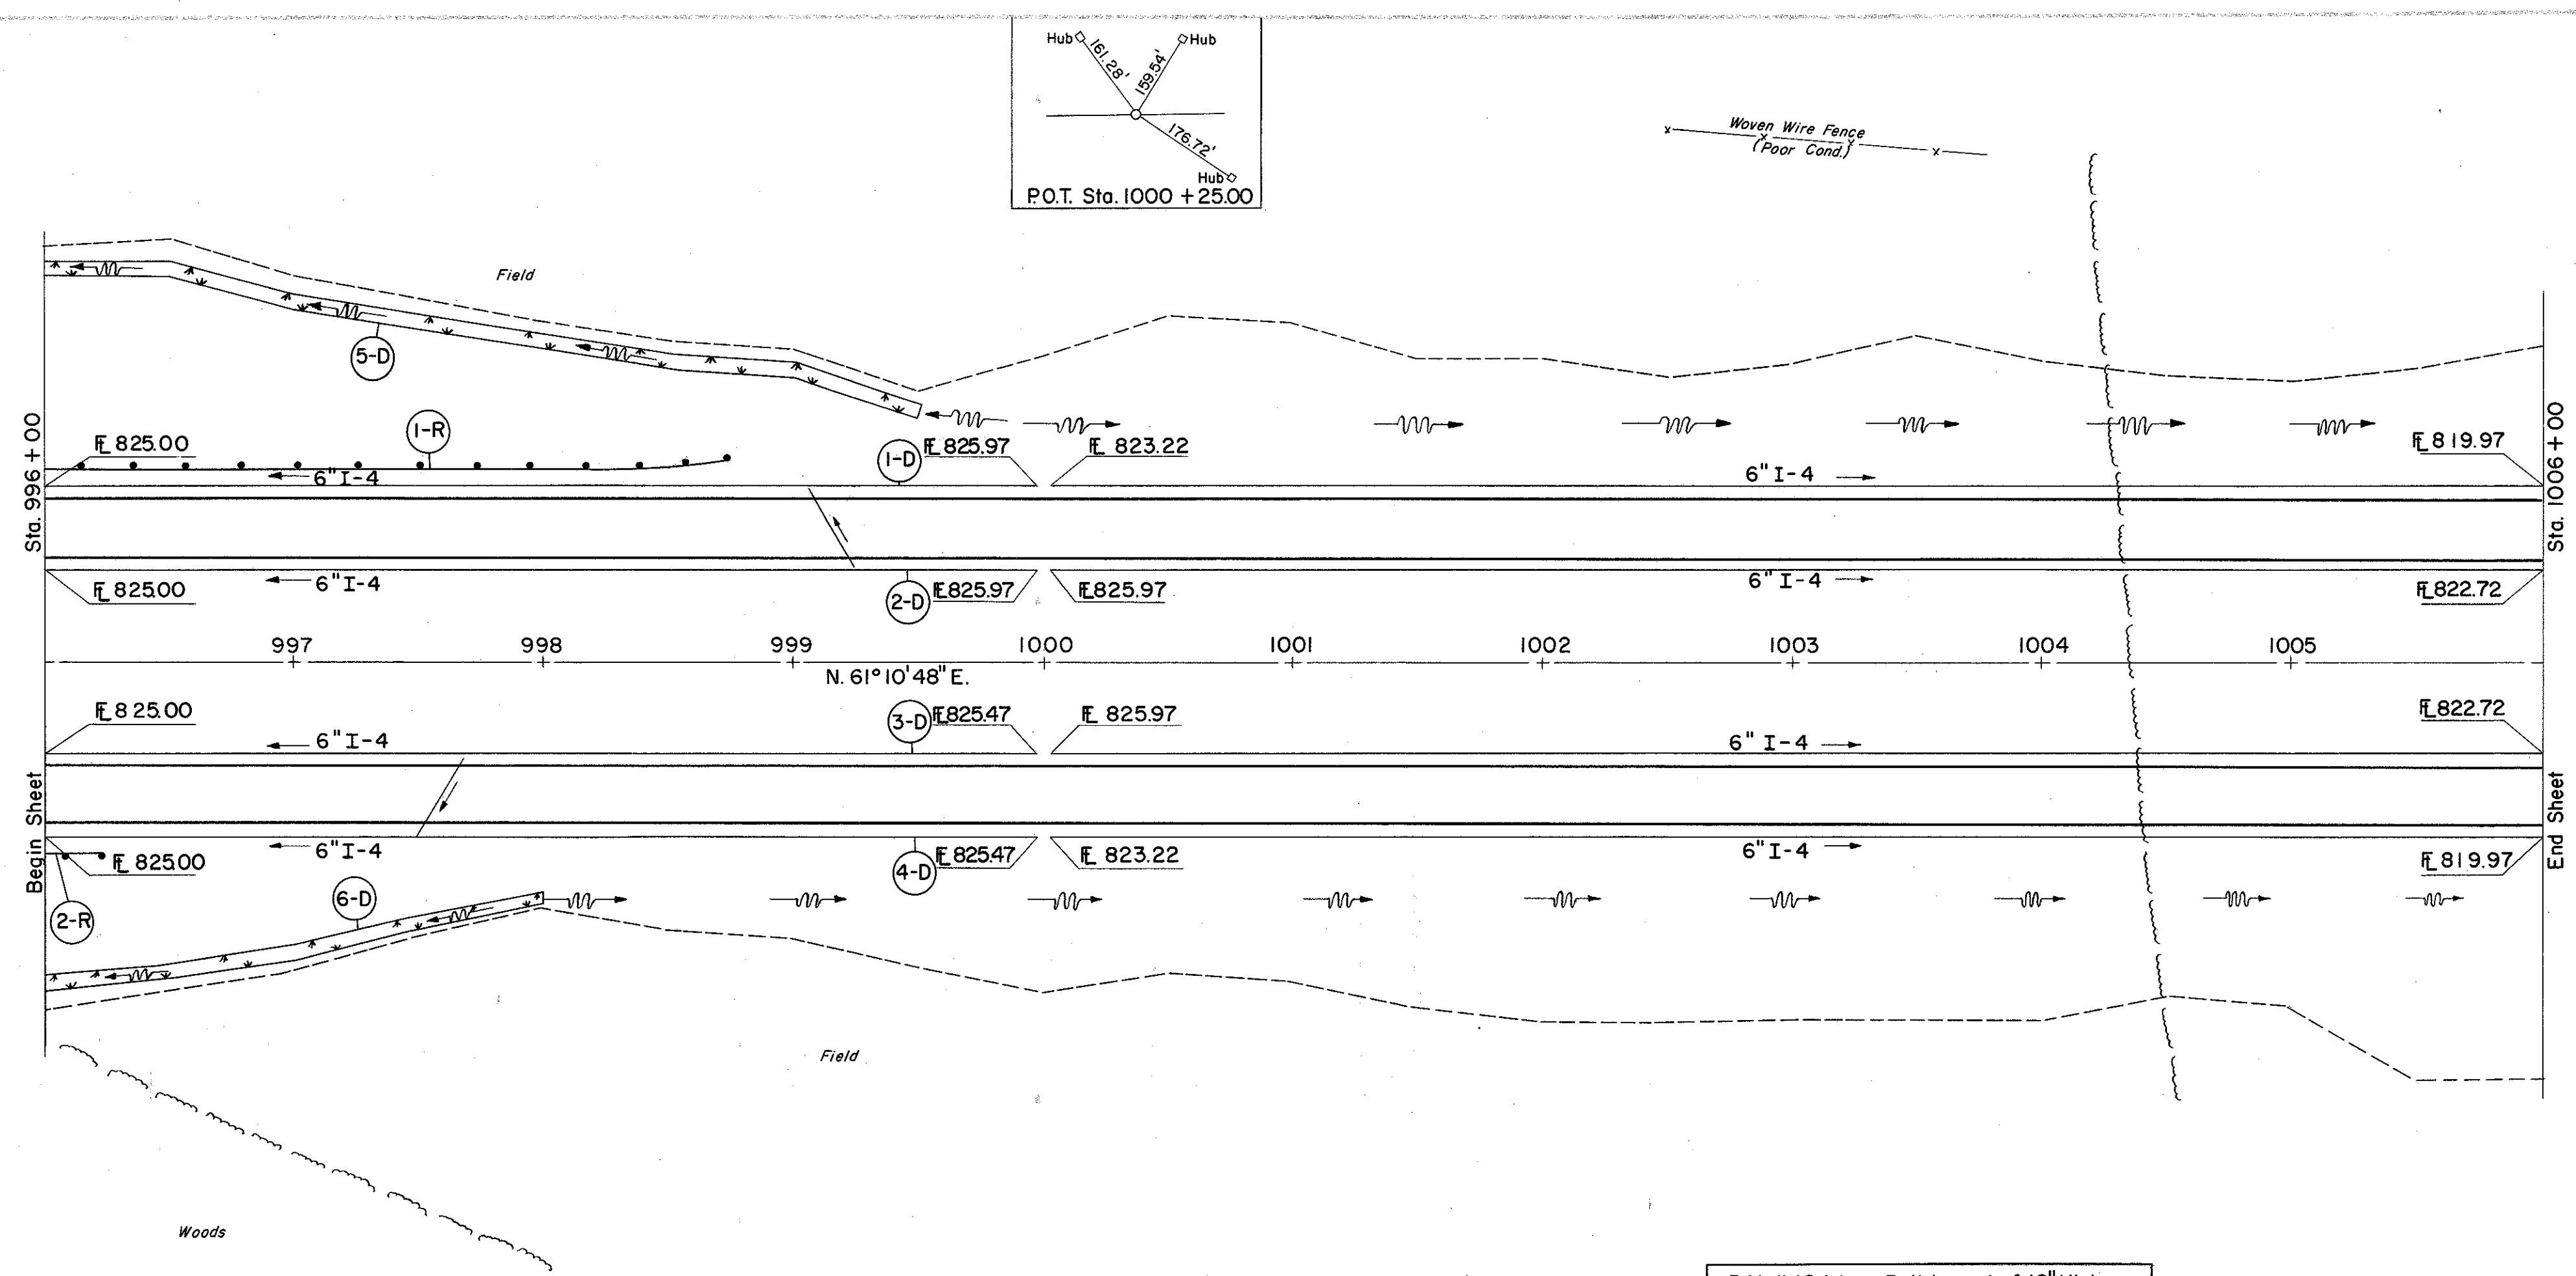 Hub
161.28'
159.54'
Hub
176.72'
Hub
P.O.T. Sta. 1000 + 25.00
Woven Wire Fence
(Poor Cond.)
Field
5-D
Sta. 996 + 00
Sta. 1006 + 00
FL 825.00
1-R
1-D
FL 825.97
FL 823.22
FL 819.97
6" I-4
6" I-4
6" I-4
6" I-4
FL 825.00
2-D
FL 825.97
FL 825.97
FL 822.72
997
998
999
1000
1001
1002
1003
1004
1005
N. 61° 10' 48" E.
FL 825.00
3-D
FL 825.47
FL 825.97
FL 822.72
6" I-4
6" I-4
Begin Sheet
End Sheet
6" I-4
6" I-4
FL 825.00
FL 825.47
FL 823.22
FL 819.97
4-D
6-D
2-R
Field
Woods